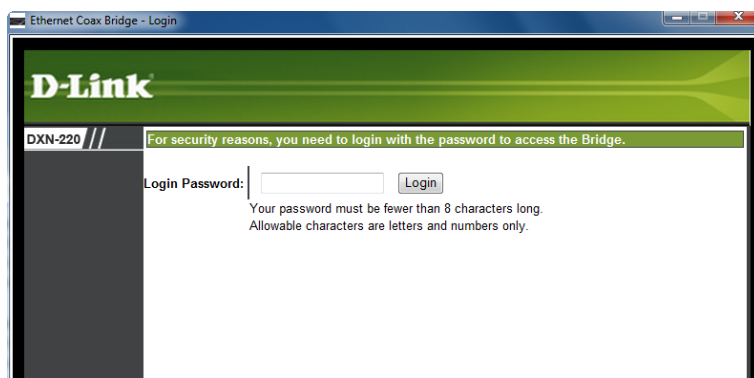 Ethernet Coax Bridge - Login
D-Link
DXN-220
For security reasons, you need to login with the password to access the Bridge.
Login Password:
Login
Your password must be fewer than 8 characters long.
Allowable characters are letters and numbers only.